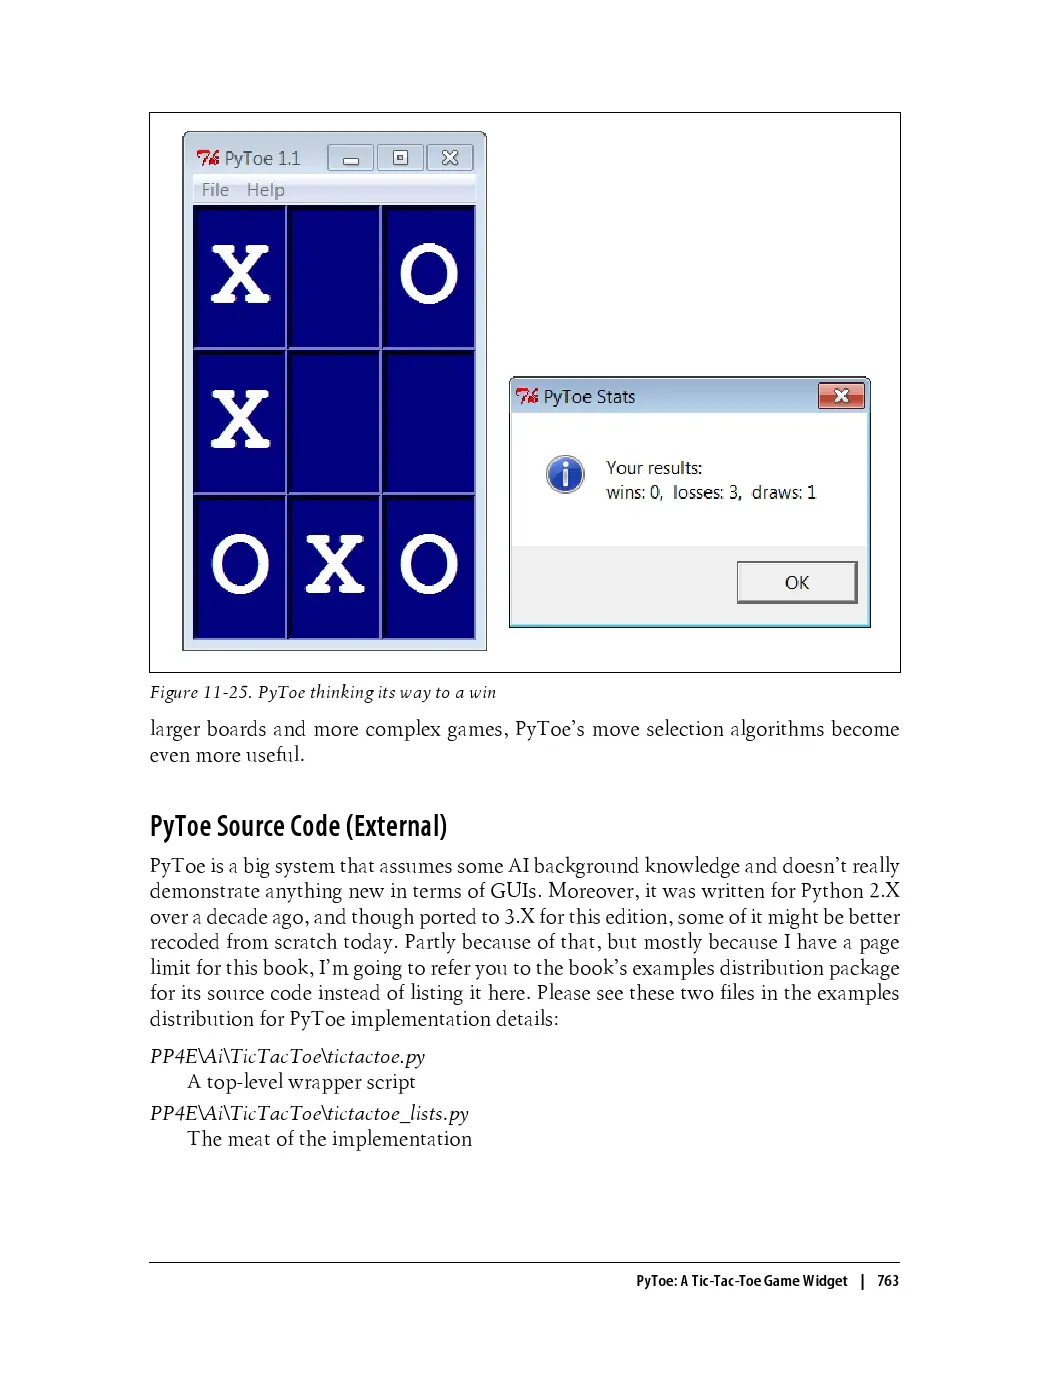 PyToe 1.1
File Help
X O
X
O X O
PyToe Stats
Your results:
wins: 0, losses: 3, draws: 1
OK
Figure 11-25. PyToe thinking its way to a win
larger boards and more complex games, PyToe’s move selection algorithms become
even more useful.
PyToe Source Code (External)
PyToe is a big system that assumes some AI background knowledge and doesn’t really
demonstrate anything new in terms of GUIs. Moreover, it was written for Python 2.X
over a decade ago, and though ported to 3.X for this edition, some of it might be better
recoded from scratch today. Partly because of that, but mostly because I have a page
limit for this book, I’m going to refer you to the book’s examples distribution package
for its source code instead of listing it here. Please see these two files in the examples
distribution for PyToe implementation details:
PP4E\Ai\TicTacToe\tictactoe.py
A top-level wrapper script
PP4E\Ai\TicTacToe\tictactoe_lists.py
The meat of the implementation
PyToe: A Tic-Tac-Toe Game Widget | 763